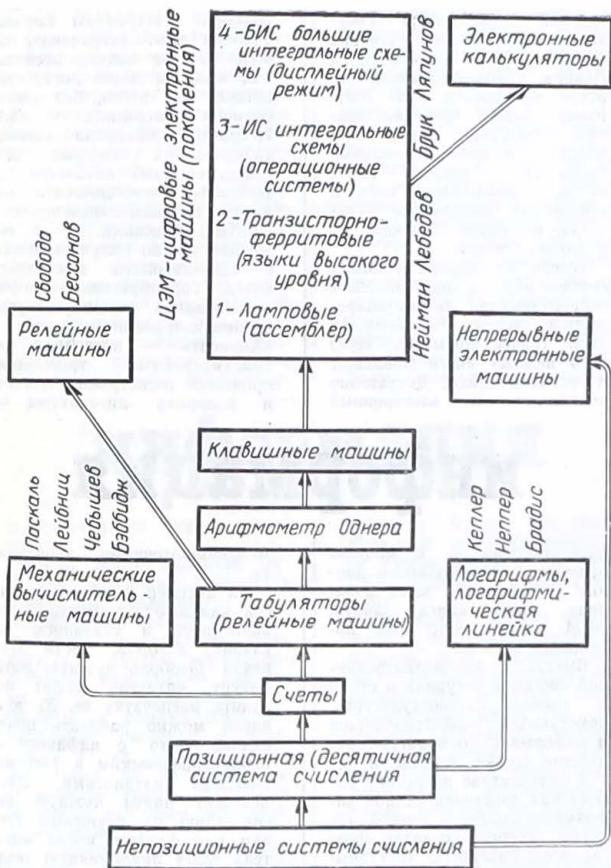 ЦЭМ цифровые электронные
машины (поколения)
4-БИС большие
интегральные схе-
мы (дисплейный
режим)
3-ИС интегральные
схемы
(операционные
системы)
2-Транзисторно-
ферритовые
(языки высокого
уровня)
1-Ламповые
(ассемблер)
Нейман Лебедев Брук Ляпунов
Электронные
калькуляторы
Свобода
Бессонов
Релейные
машины
Непрерывные
электронные
машины
Клавишные машины
Арифмометр Однера
Паскаль
Лейбниц
Чебышев
Бэббидж
Механические
вычислитель-
ные машины
Табуляторы
(релейные машины)
Кеплер
Неппер
Брадис
Логарифмы,
логарифми-
ческая
линейка
Счеты
Позиционная (десятичная
система счисления
Непозиционные системы счисления